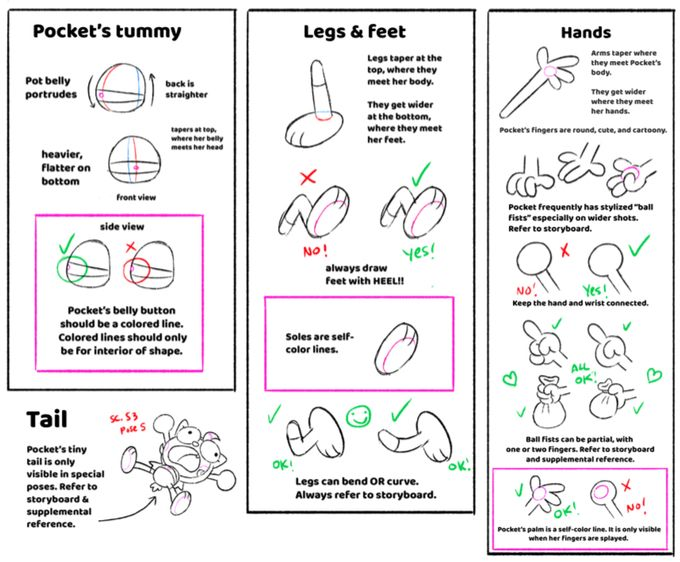 Pocket's tummy
Pot belly
portrudes
back is
straighter
tapers at top,
where her belly
meets her head
heavier,
flatter on
bottom
front view
side view
Pocket's belly button
should be a colored line.
Colored lines should only
be for interior of shape.
Tail
SC. 53
Pose 5
Pocket's tiny
tail is only
visible in special
poses. Refer to
storyboard &
supplemental
reference.
Legs & feet
Legs taper at the
top, where they
meet her body.
They get wider
at the bottom,
where they meet
her feet.
NO!
YES!
always draw
feet with HEEL!!
Soles are self-
color lines.
OK!
OK!
Legs can bend OR curve.
Always refer to storyboard.
Hands
Arms taper where
they meet Pocket's
body.
They get wider
where they meet
her hands.
Pocket's fingers are round, cute, and cartoony.
Pocket frequently has stylized "ball
fists" especially on wider shots.
Refer to storyboard.
NO!
Yes!
Keep the hand and wrist connected.
ALL
OK!
Ball fists can be partial, with
one or two fingers. Refer to storyboard
and supplemental reference.
OK!
NO!
Pocket's palm is a self-color line. It is only visible
when her fingers are splayed.